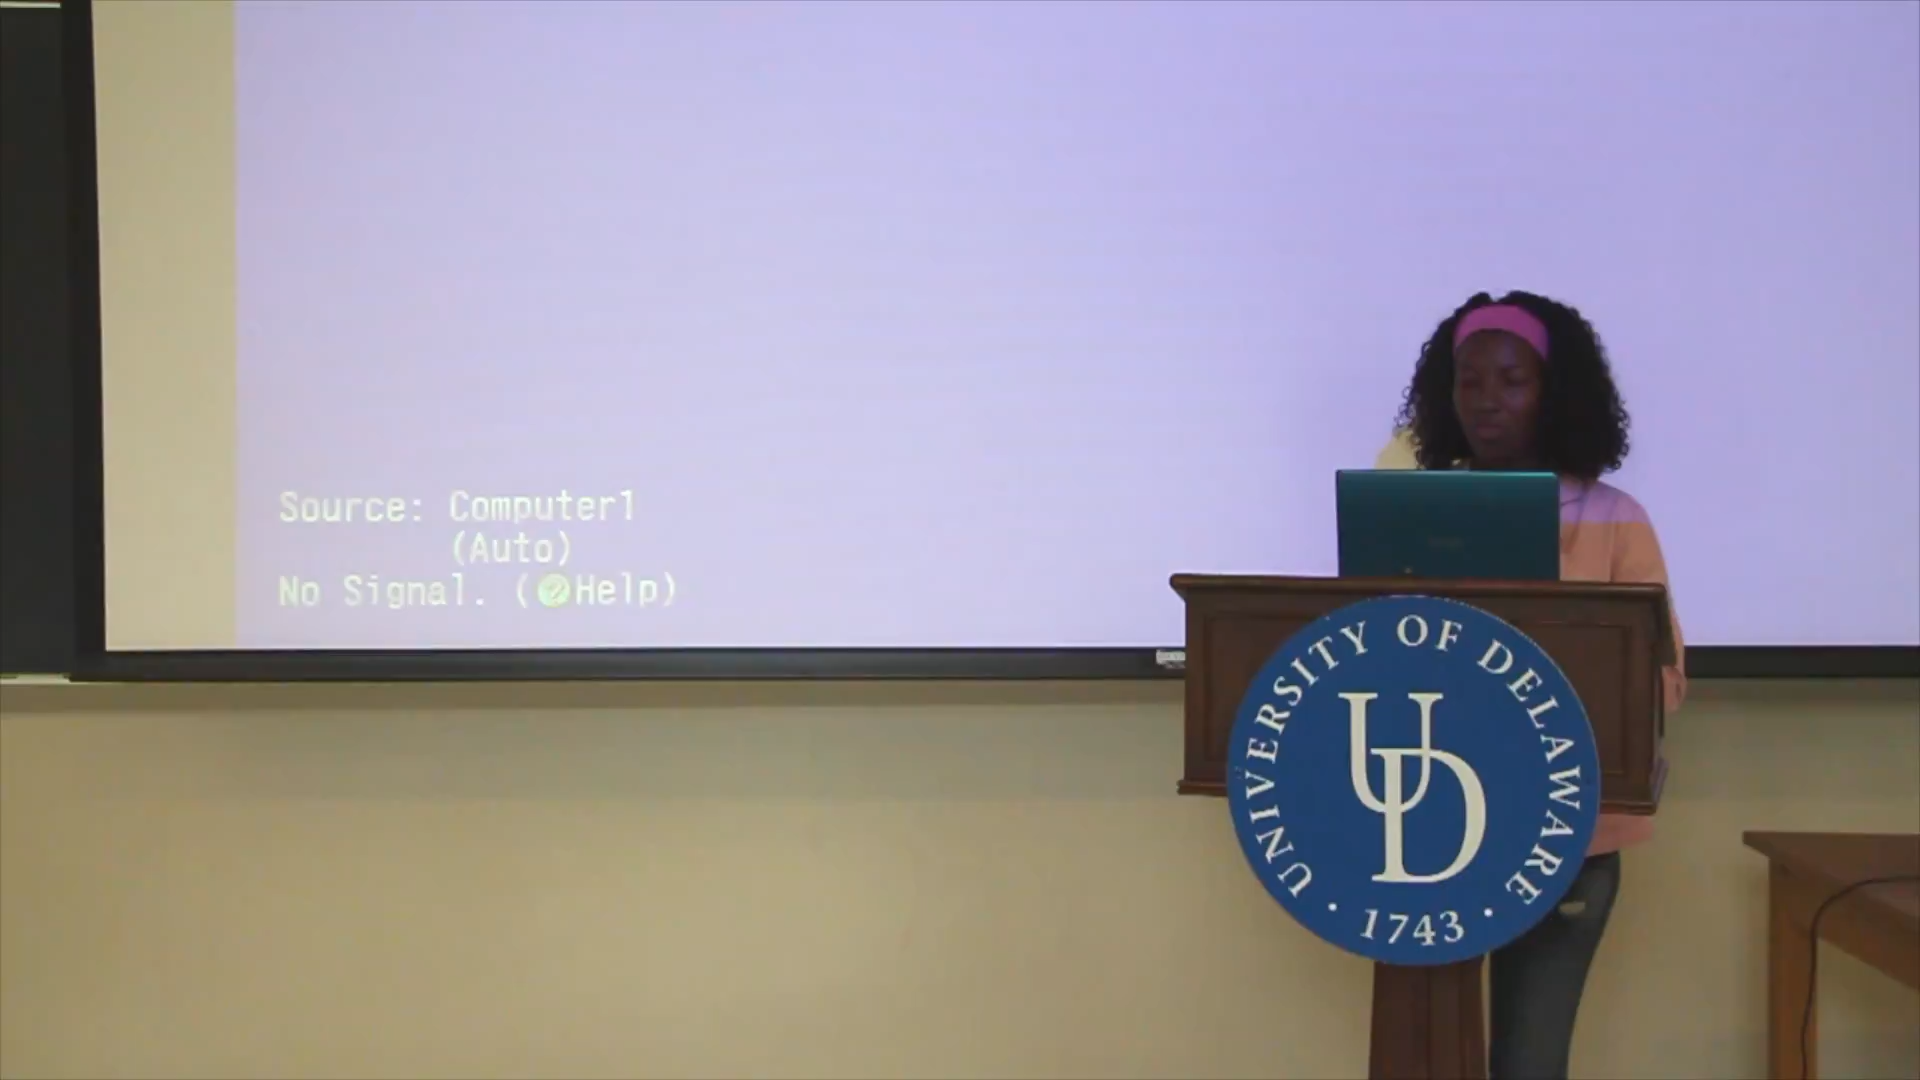 Source: Computer1
(Auto)
No Signal. (Help)
UNIVERSITY OF DELAWARE
UD
· 1743 ·